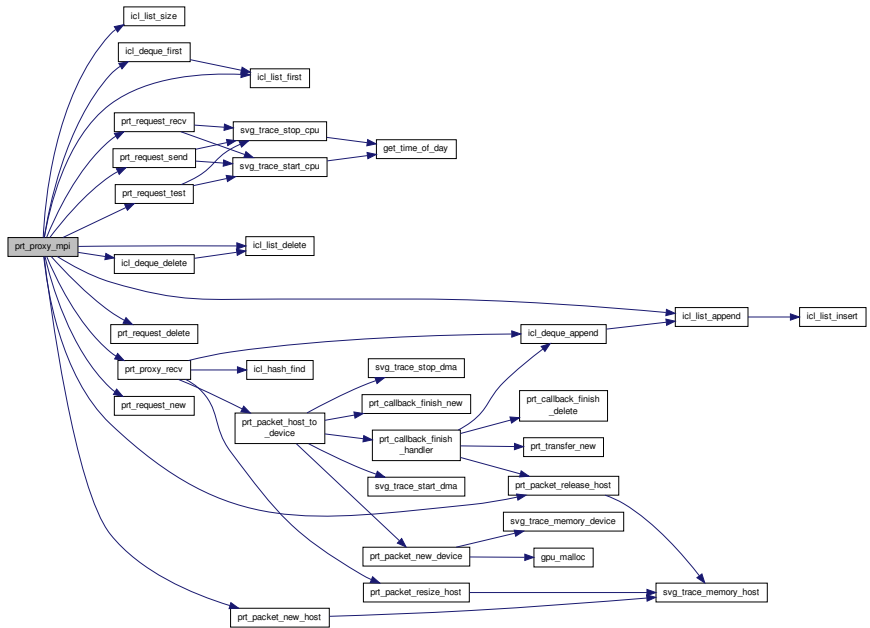 icl_list_size
icl_deque_first
icl_list_first
prt_request_recv
svg_trace_stop_cpu
get_time_of_day
prt_request_send
svg_trace_start_cpu
prt_request_test
prt_proxy_mpi
icl_list_delete
icl_deque_delete
icl_list_append
icl_list_insert
prt_request_delete
icl_deque_append
prt_proxy_recv
icl_hash_find
svg_trace_stop_dma
prt_request_new
prt_callback_finish_new
prt_callback_finish
_delete
prt_packet_host_to
_device
prt_callback_finish
_handler
prt_transfer_new
svg_trace_start_dma
prt_packet_release_host
svg_trace_memory_device
prt_packet_new_device
gpu_malloc
prt_packet_resize_host
svg_trace_memory_host
prt_packet_new_host